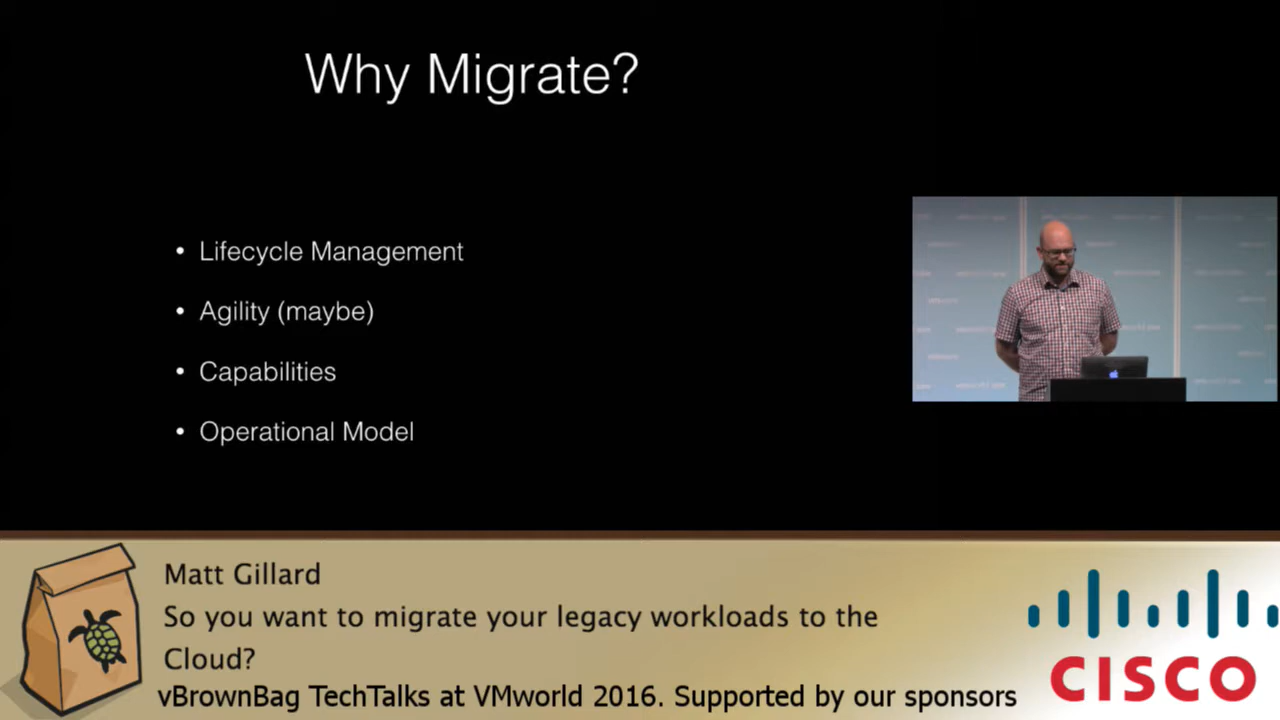 Why Migrate?
• Lifecycle Management
• Agility (maybe)
• Capabilities
• Operational Model
Matt Gillard
So you want to migrate your legacy workloads to the
Cloud?
vBrownBag TechTalks at VMworld 2016. Supported by our sponsors
CISCO